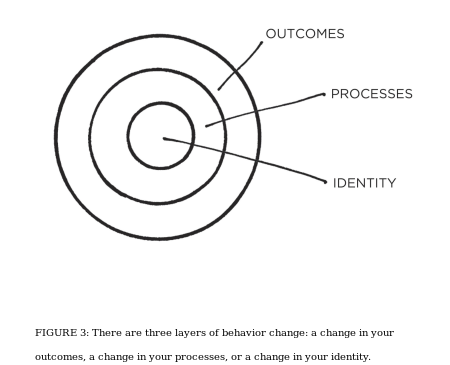 OUTCOMES
PROCESSES
IDENTITY
FIGURE 3: There are three layers of behavior change: a change in your
outcomes, a change in your processes, or a change in your identity.